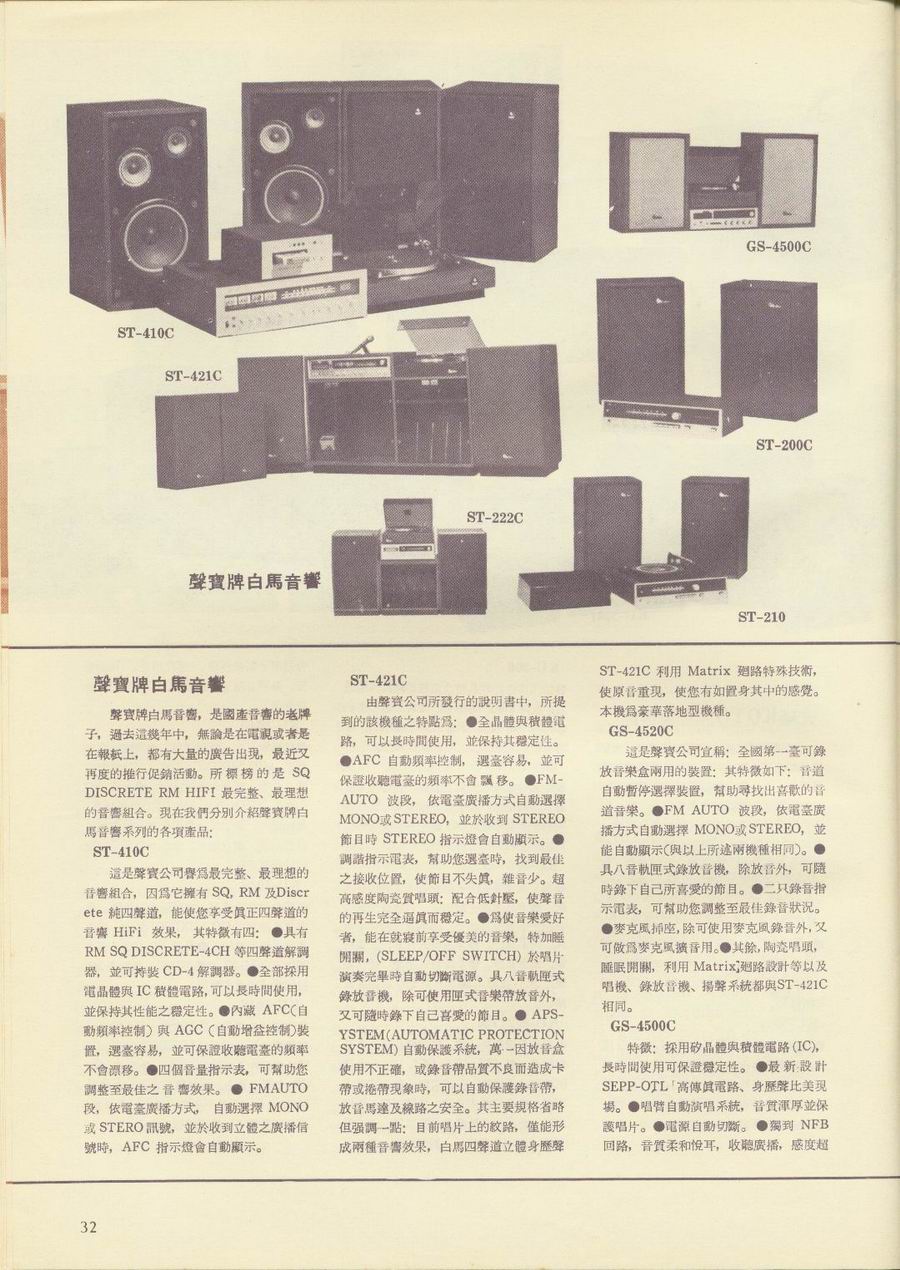 ST-410C
GS-4500C
ST-421C
ST-200C
ST-222C
聲寶牌白馬音響
ST-210
聲寶牌白馬音響
聲寶牌白馬音響，是國產音響的老牌
子，過去這幾年中，無論是在電視或者是
在報紙上，都有大量的廣告出現，最近又
再度的推行促銷活動。所標榜的是 SQ
DISCRETE RM HIFI 最完整、最理想
的音響組合。現在我們分別介紹聲寶牌白
馬音響系列的各項產品：
ST-410C
這是聲寶公司譽爲最完整、最理想的
音響組合，因爲它擁有 SQ, RM 及Discr
ete 純四聲道，能使您享受眞正四聲道的
音響 HiFi 效果，其特徵有四：●具有
RM SQ DISCRETE-4CH 等四聲道解調
器，並可持裝 CD-4 解調器。●全部採用
電晶體與 IC 積體電路，可以長時間使用，
並保持其性能之穩定性。●內藏 AFC(自
動頻率控制) 與 AGC（自動增益控制)裝
置，選臺容易，並可保證收聽電臺的頻率
不會漂移。●四個音量指示表，可幫助您
調整至最佳之音響效果。● FMAUTO
段，依電臺廣播方式，自動選擇 MONO
或 STERO 訊號，並於收到立體之廣播信
號時，AFC 指示燈會自動顯示。
ST-421C
由聲寶公司所發行的說明書中，所提
到的該機種之特點爲：●全晶體與積體電
路，可以長時間使用，並保持其穩定性。
●AFC 自動頻率控制，選臺容易，並可
保證收聽電臺的頻率不會飄移。●FM-
AUTO 波段，依電臺廣播方式自動選擇
MONO或STEREO，並於收到 STEREO
節目時 STEREO 指示燈會自動顯示。●
調諧指示電表，幫助您選臺時，找到最佳
之接收位置，使節目不失眞，雜音少。超
高感度陶瓷質唱頭：配合低針壓，使聲音
的再生完全逼眞而穩定。●爲使音樂愛好
者，能在就寢前享受優美的音樂，特加睡
開關，(SLEEP/OFF SWITCH) 於唱片
演奏完畢時自動切斷電源。具八音軌匣式
錄放音機，除可使用匣式音樂帶放音外，
又可隨時錄下自己喜愛的節目。● APS-
YSTEM(AUTOMATIC PROTECTION
SYSTEM) 自動保護系統，萬一因放音盒
使用不正確，或錄音帶品質不良而造成卡
帶或捲帶現象時，可以自動保護錄音帶，
放音馬達及線路之安全。其主要規格省略
但强調一點：目前唱片上的紋路，僅能形
成兩種音響效果，白馬四聲道立體身歷聲
ST-421C 利用 Matrix 廻路特殊技術，
使原音重現，使您有如置身其中的感覺。
本機爲豪華落地型機種。
GS-4520C
這是聲寶公司宣稱：全國第一臺可錄
放音樂盒兩用的裝置：其特徵如下：音道
自動暫停選擇裝置，幫助尋找出喜歡的音
道音樂。●FM AUTO 波段，依電臺廣
播方式自動選擇 MONO或STEREO，並
能自動顯示(與以上所述兩機種相同)。●
具八音軌匣式錄放音機，除放音外，可隨
時錄下自己所喜愛的節目。●二只錄音指
示電表，可幫助您調整至最佳錄音狀況。
●麥克風挿座，除可使用麥克風錄音外，又
可做爲麥克風擴音用。●其餘，陶瓷唱頭，
睡眠開關，利用 Matrix廻路設計等以及
唱機、錄放音機、揚聲系統都與ST-421C
相同。
GS-4500C
特徵：採用矽晶體與積體電路 (IC)，
長時間使用可保證穩定性。●最新設計
SEPP-OTL「高傳眞電路、身歷聲比美現
場。●唱臂自動演唱系統，音質渾厚並保
護唱片。●電源自動切斷。●獨到 NFB
回路，音質柔和悅耳，收聽廣播，感度超
32